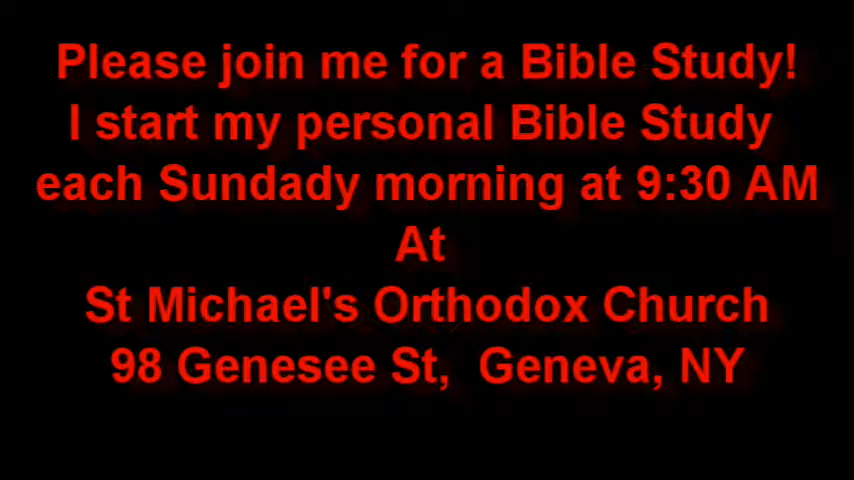 Please join me for a Bible Study!
I start my personal Bible Study
each Sundady morning at 9:30 AM
At
St Michael's Orthodox Church
98 Genesee St,  Geneva, NY